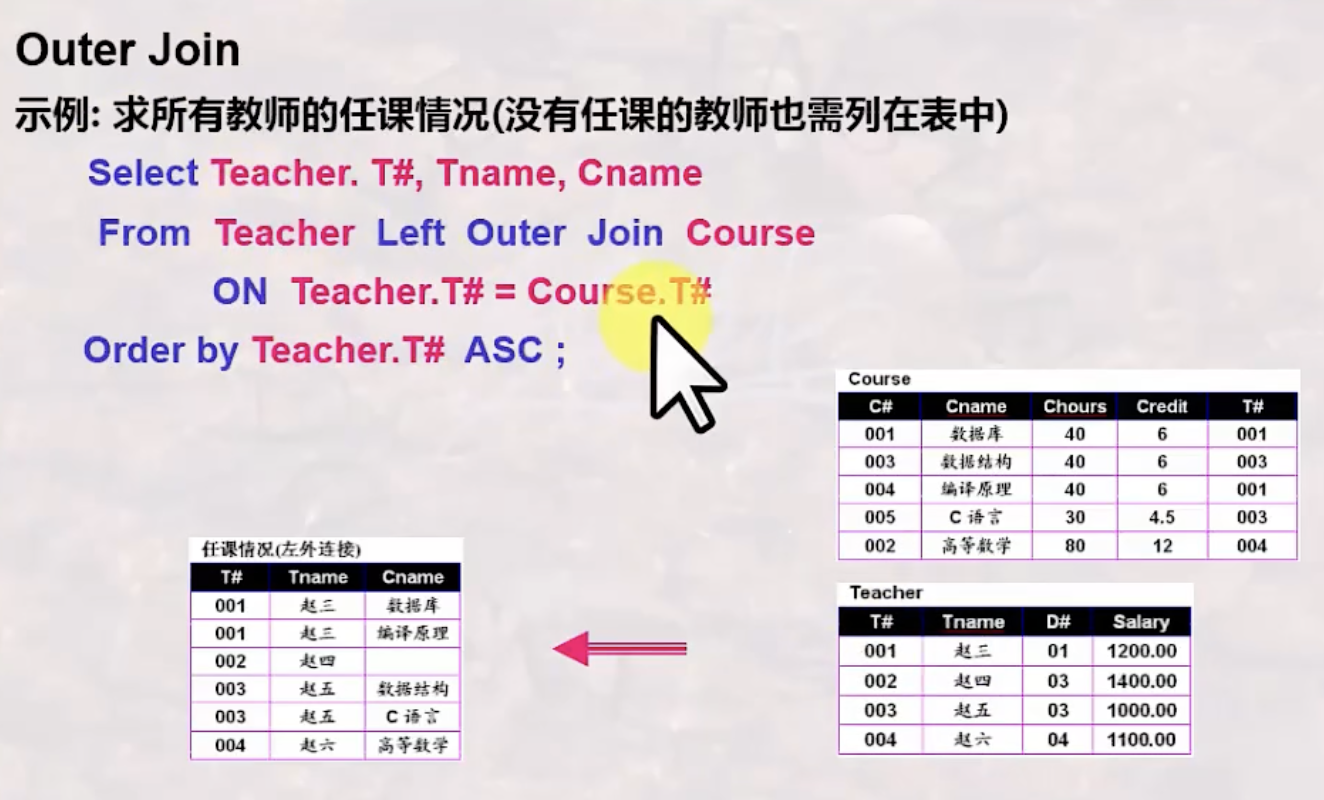 Outer Join
示例: 求所有教师的任课情况(没有任课的教师也需列在表中)
Select Teacher. T#, Tname, Cname
From Teacher Left Outer Join Course
ON Teacher.T# = Course.T#
Order by Teacher.T# ASC ;
Course
C# Cname Chours Credit T#
001 数据库 40 6 001
003 数据结构 40 6 003
004 编译原理 40 6 001
005 C 语言 30 4.5 003
002 高等数学 80 12 004
任课情况(左外连接)
T# Tname Cname
001 赵三 数据库
001 赵三 编译原理
002 赵四
003 赵五 数据结构
003 赵五 C 语言
004 赵六 高等数学
Teacher
T# Tname D# Salary
001 赵三 01 1200.00
002 赵四 03 1400.00
003 赵五 03 1000.00
004 赵六 04 1100.00